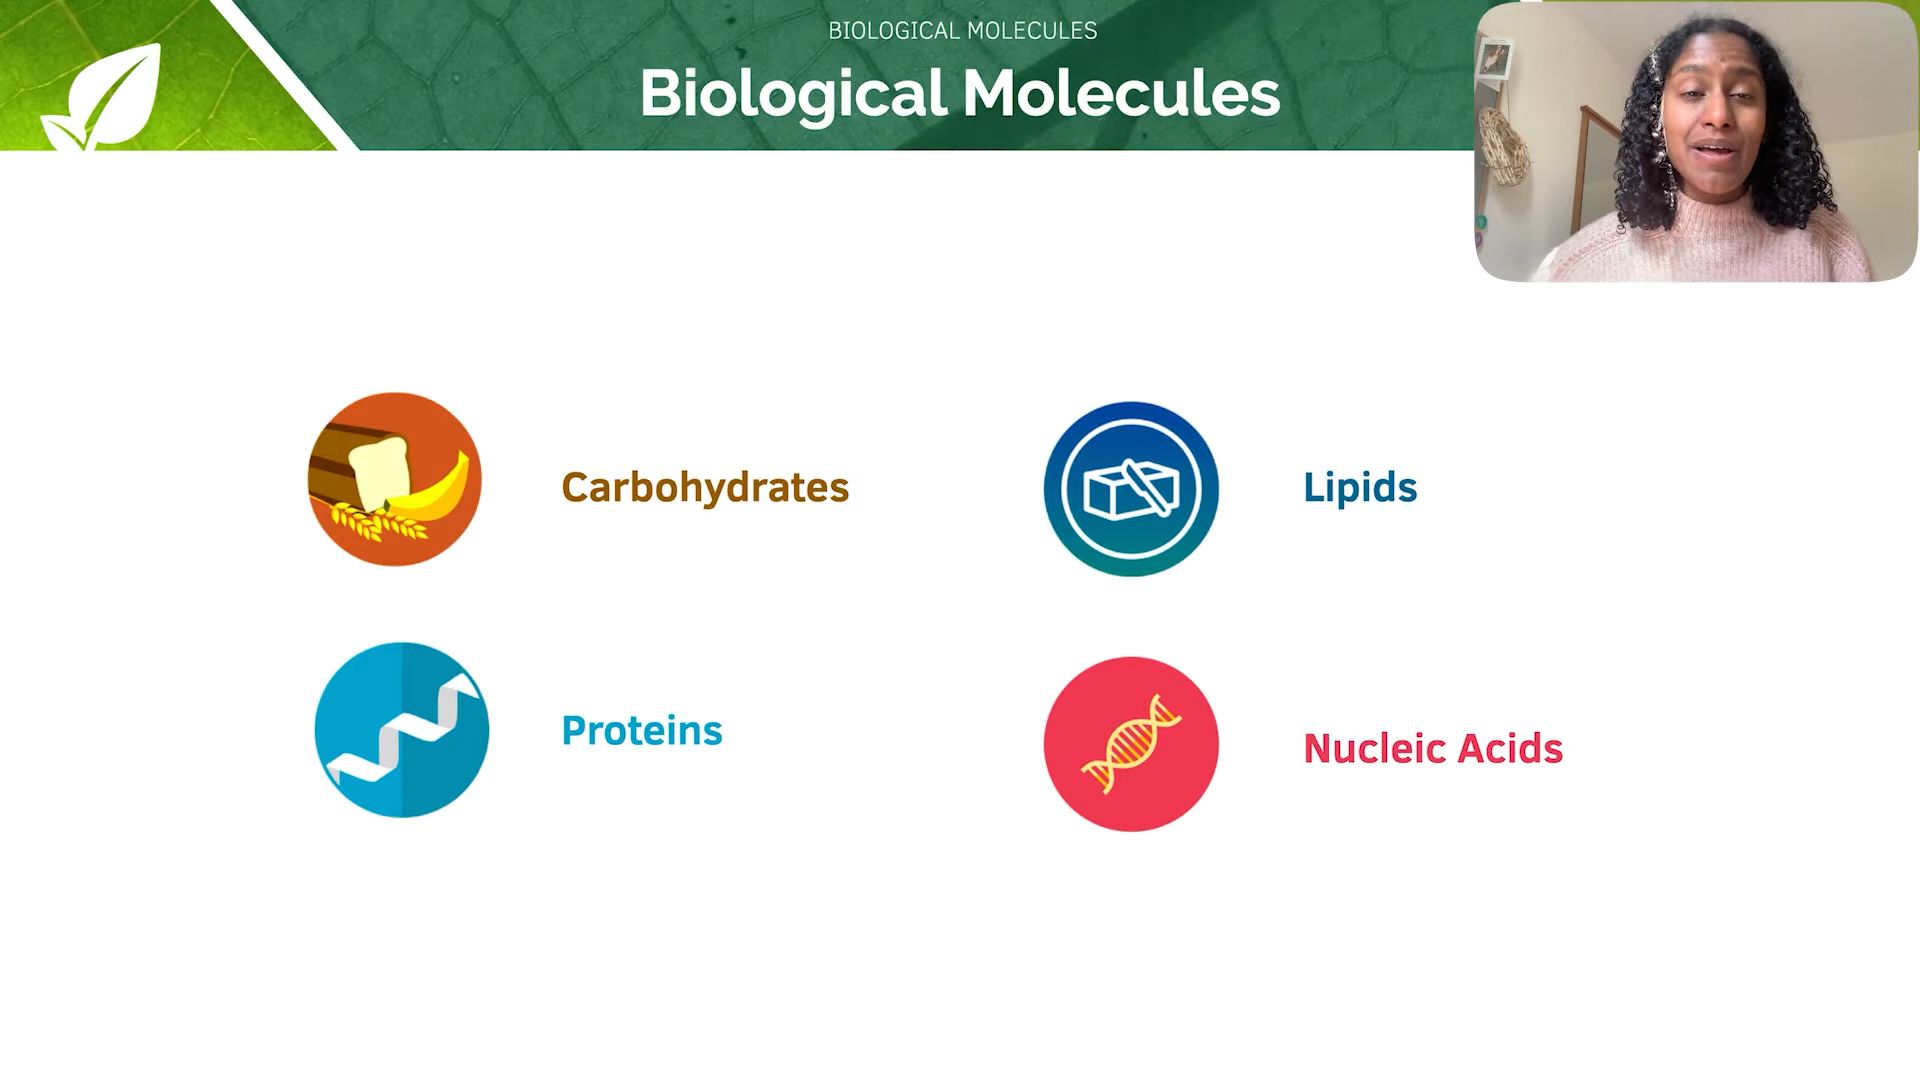 BIOLOGICAL MOLECULES
Biological Molecules
Carbohydrates
Lipids
Proteins
Nucleic Acids